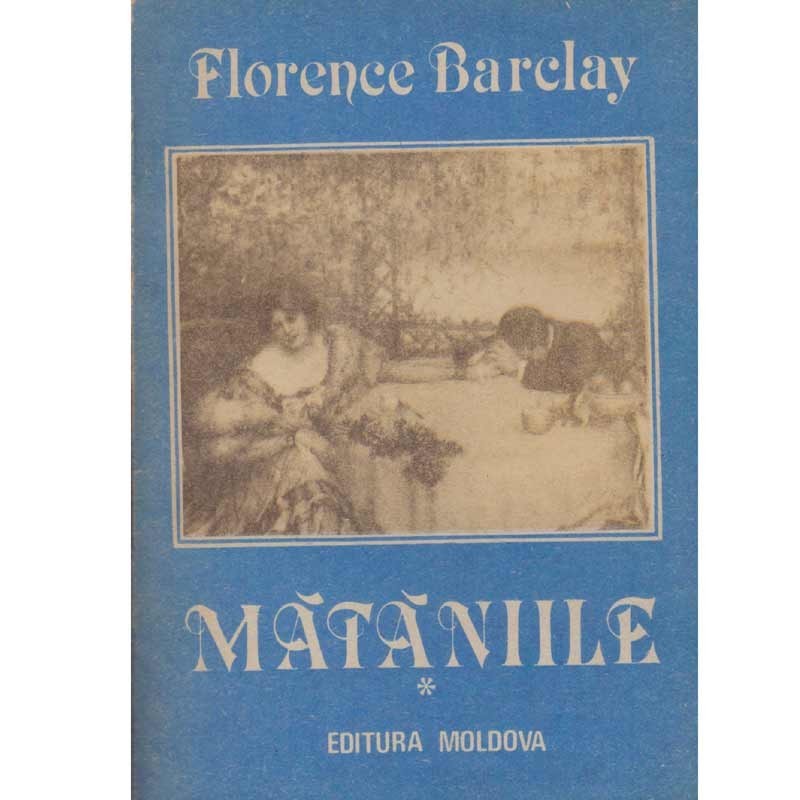 Florence Barclay
MĂTĂNIILE
*
EDITURA MOLDOVA